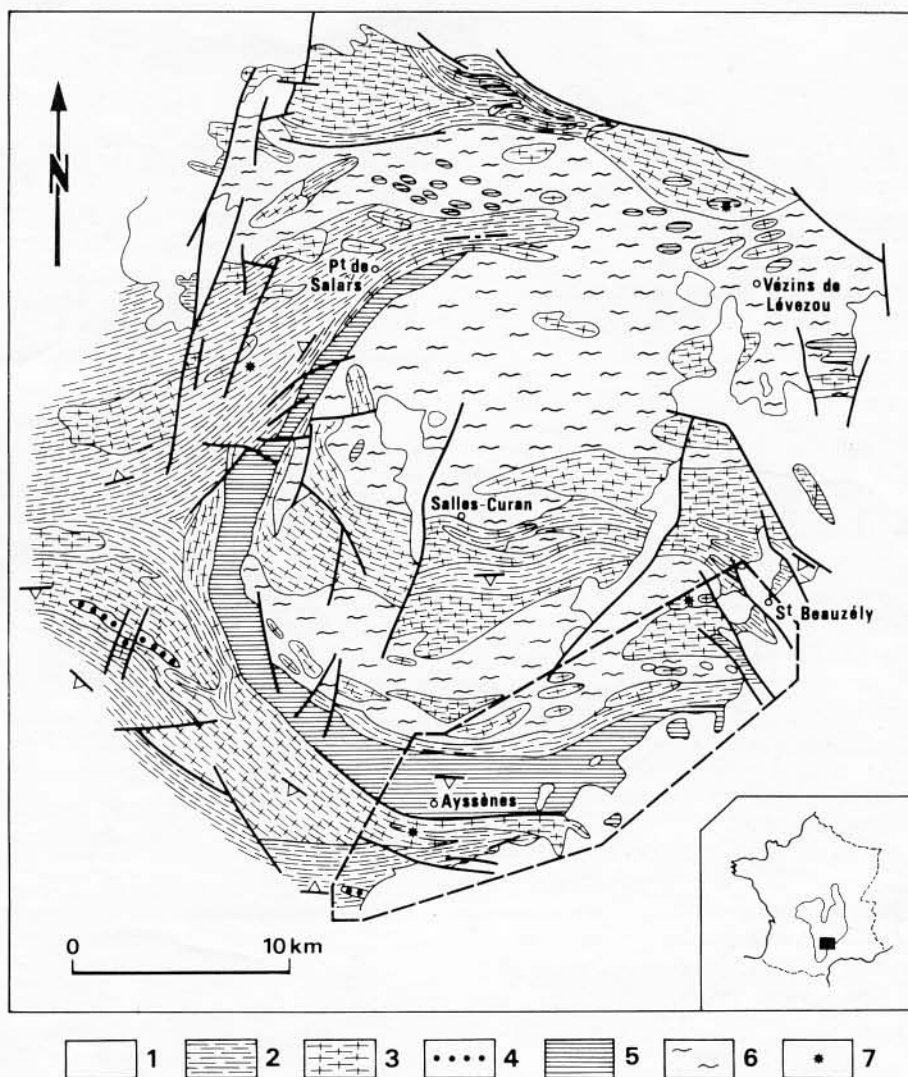 N
Pt de
Salars
Vézins de
Lévezou
Salles-Curan
St Beauzély
Ayssènes
0 10 km
1 2 3 4 5 6 7